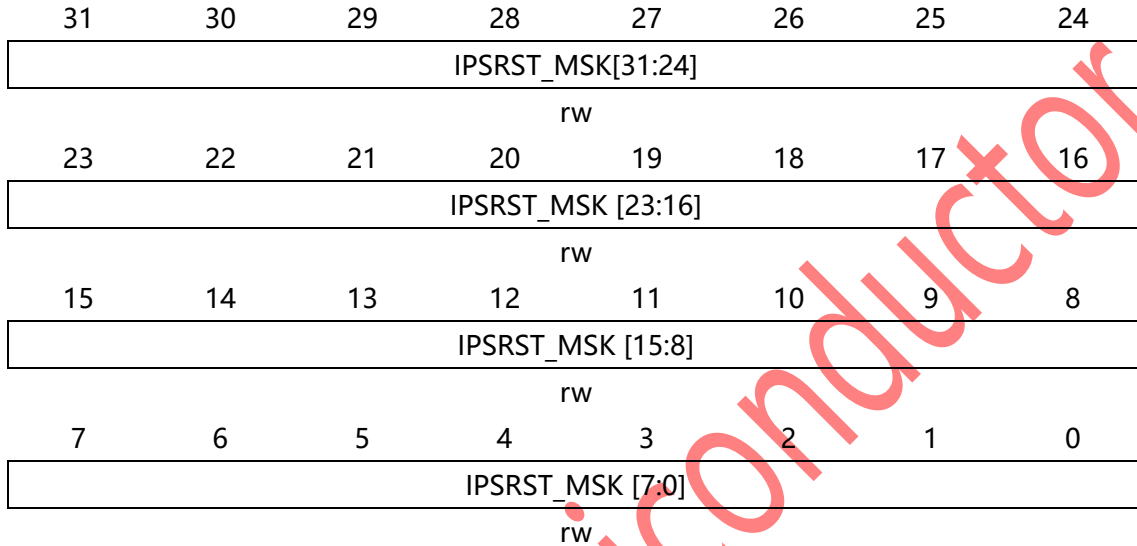 31 30 29 28 27 26 25 24
IPSRST_MSK[31:24]
rw
23 22 21 20 19 18 17 16
IPSRST_MSK [23:16]
rw
15 14 13 12 11 10 9 8
IPSRST_MSK [15:8]
rw
7 6 5 4 3 2 1 0
IPSRST_MSK [7:0]
rw
iconductor